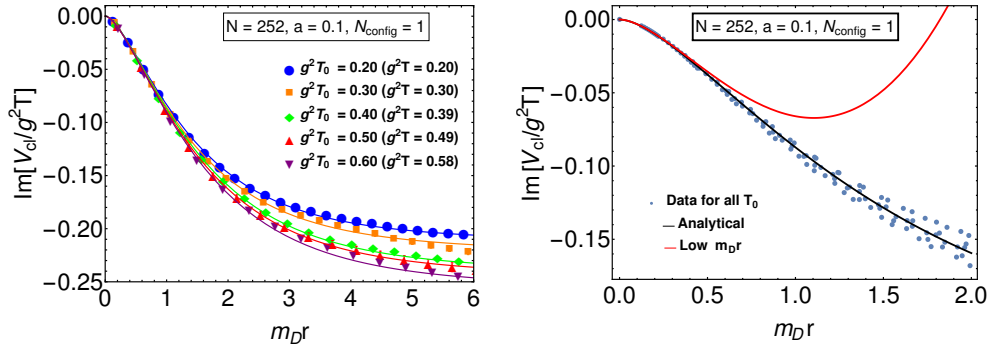 N = 252, a = 0.1, N_config = 1
g²T₀ = 0.20 (g²T = 0.20)
g²T₀ = 0.30 (g²T = 0.30)
g²T₀ = 0.40 (g²T = 0.39)
g²T₀ = 0.50 (g²T = 0.49)
g²T₀ = 0.60 (g²T = 0.58)
Im[V_cl/g²T]
0.00
−0.05
−0.10
−0.15
−0.20
−0.25
0 1 2 3 4 5 6
m_D r
N = 252, a = 0.1, N_config = 1
Im[V_cl/g²T]
0.00
−0.05
−0.10
−0.15
Data for all T₀
Analytical
Low m_D r
0.0 0.5 1.0 1.5 2.0
m_D r